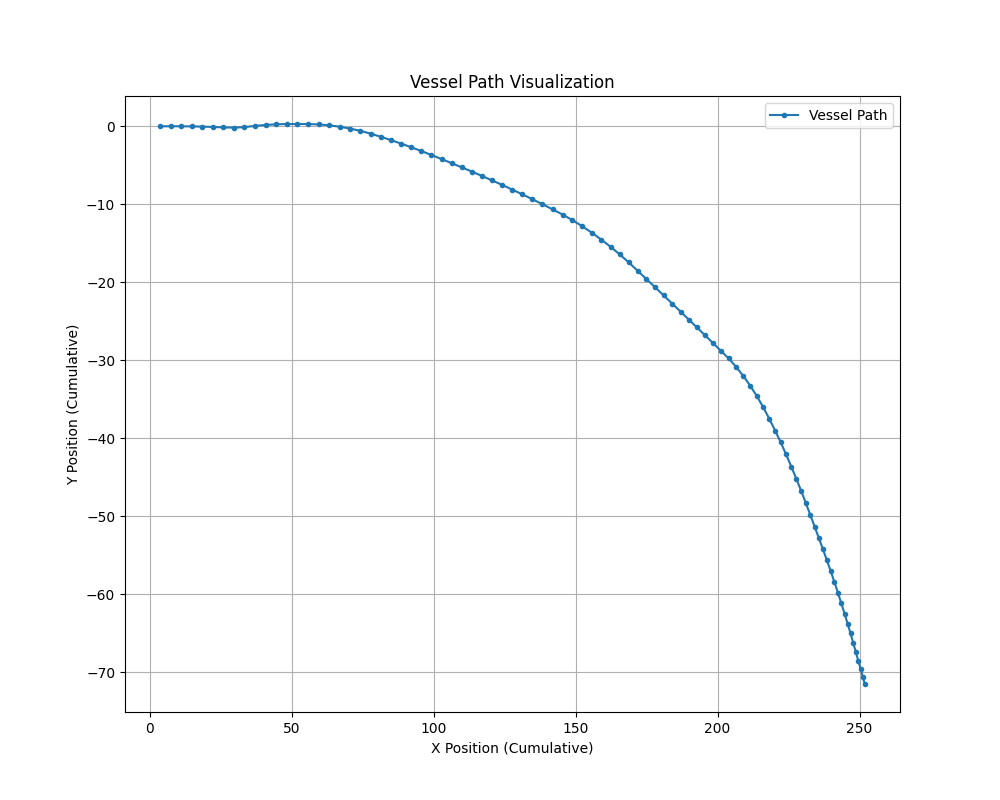 Vessel Path Visualization
Vessel Path
0
−10
−20
−30
−40
−50
−60
−70
Y Position (Cumulative)
0 50 100 150 200 250
X Position (Cumulative)